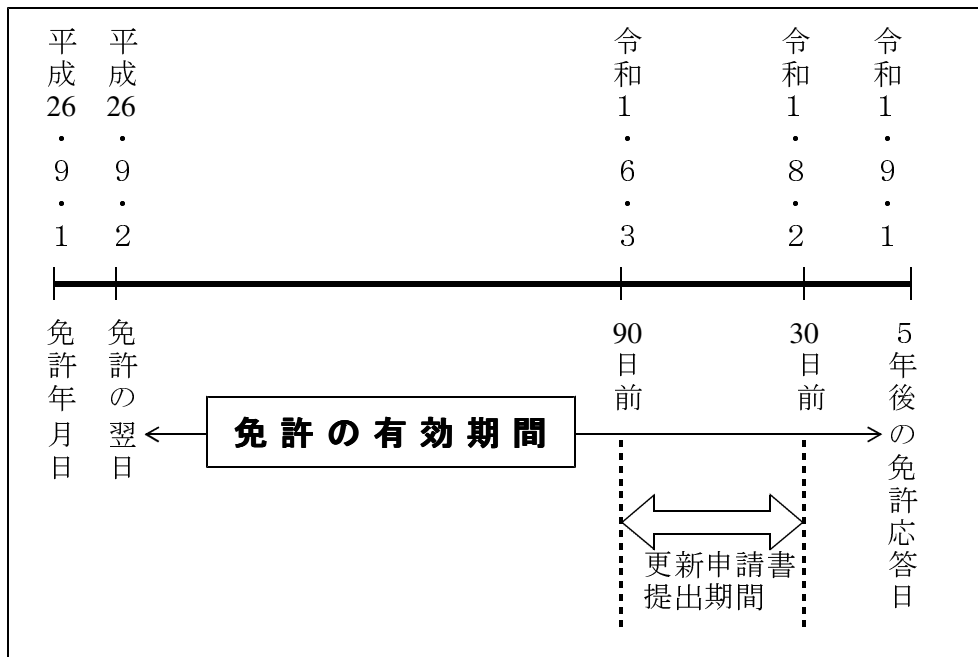 平成26・9・1
平成26・9・2
令和1・6・3
令和1・8・2
令和1・9・1
免許年月日
免許の翌日
90日前
30日前
5年後の免許応答日
免許の有効期間
更新申請書
提出期間